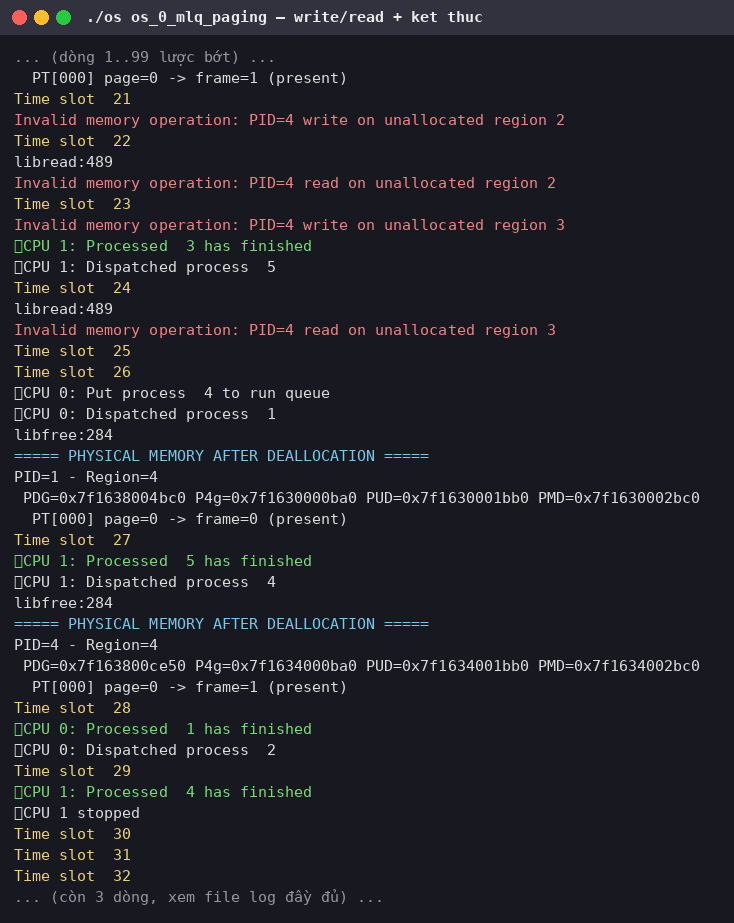 ./os os_0_mlq_paging — write/read + ket thuc
... (dòng 1..99 lược bớt) ...
  PT[000] page=0 -> frame=1 (present)
Time slot  21
Invalid memory operation: PID=4 write on unallocated region 2
Time slot  22
libread:489
Invalid memory operation: PID=4 read on unallocated region 2
Time slot  23
Invalid memory operation: PID=4 write on unallocated region 3
CPU 1: Processed  3 has finished
CPU 1: Dispatched process  5
Time slot  24
libread:489
Invalid memory operation: PID=4 read on unallocated region 3
Time slot  25
Time slot  26
CPU 0: Put process  4 to run queue
CPU 0: Dispatched process  1
libfree:284
===== PHYSICAL MEMORY AFTER DEALLOCATION =====
PID=1 - Region=4
 PDG=0x7f1638004bc0 P4g=0x7f1630000ba0 PUD=0x7f1630001bb0 PMD=0x7f1630002bc0
  PT[000] page=0 -> frame=0 (present)
Time slot  27
CPU 1: Processed  5 has finished
CPU 1: Dispatched process  4
libfree:284
===== PHYSICAL MEMORY AFTER DEALLOCATION =====
PID=4 - Region=4
 PDG=0x7f163800ce50 P4g=0x7f1634000ba0 PUD=0x7f1634001bb0 PMD=0x7f1634002bc0
  PT[000] page=0 -> frame=1 (present)
Time slot  28
CPU 0: Processed  1 has finished
CPU 0: Dispatched process  2
Time slot  29
CPU 1: Processed  4 has finished
CPU 1 stopped
Time slot  30
Time slot  31
Time slot  32
... (còn 3 dòng, xem file log đầy đủ) ...